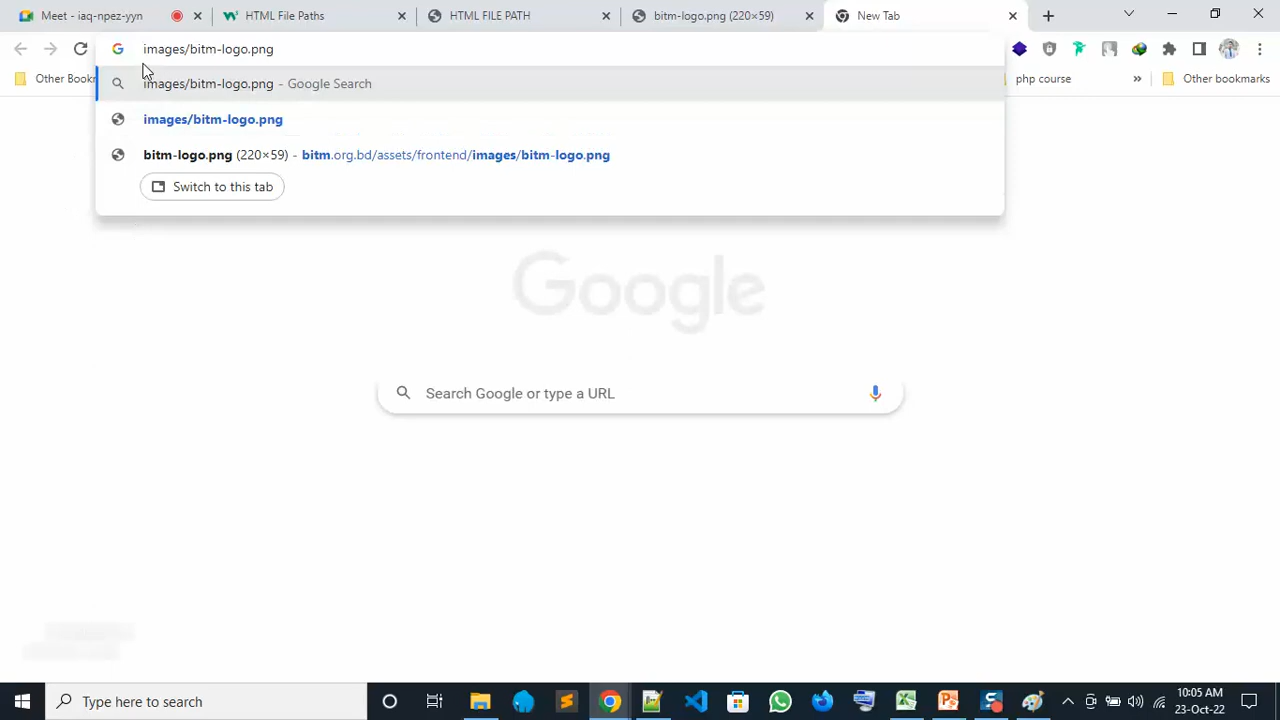 Meet - iaq-npez-yyn
HTML File Paths
HTML FILE PATH
bitm-logo.png (220×59)
New Tab
images/bitm-logo.png
Other Bookm
php course
»
Other bookmarks
images/bitm-logo.png - Google Search
images/bitm-logo.png
bitm-logo.png (220×59) - bitm.org.bd/assets/frontend/images/bitm-logo.png
Switch to this tab
Google
Search Google or type a URL
Type here to search
10:05 AM
23-Oct-22